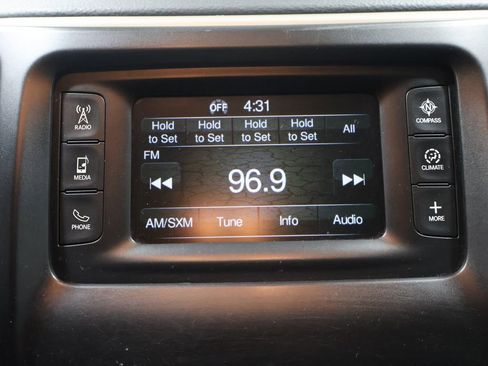 OFF 4:31
Hold to Set
Hold to Set
Hold to Set
Hold to Set
All
FM
96.9
AM/SXM Tune Info Audio
RADIO
MEDIA
PHONE
N
COMPASS
CLIMATE
+
MORE